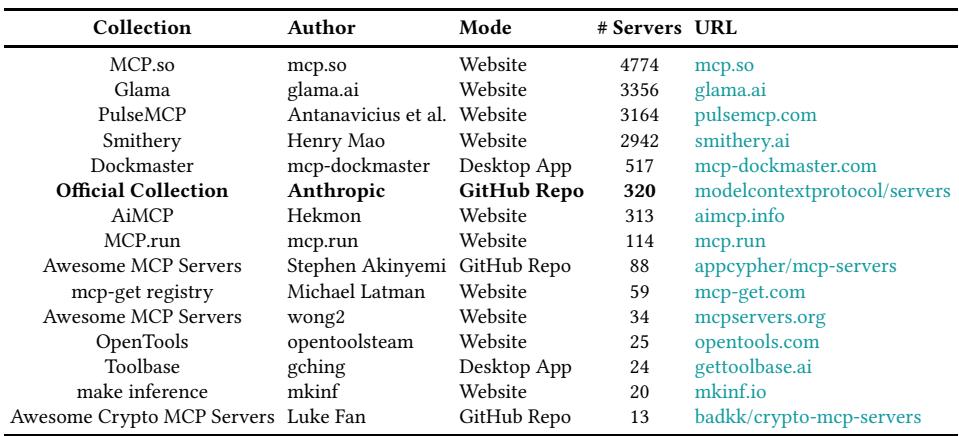 Collection Author Mode # Servers URL
MCP.so mcp.so Website 4774 mcp.so
Glama glama.ai Website 3356 glama.ai
PulseMCP Antanavicius et al. Website 3164 pulsemcp.com
Smithery Henry Mao Website 2942 smithery.ai
Dockmaster mcp-dockmaster Desktop App 517 mcp-dockmaster.com
Official Collection Anthropic GitHub Repo 320 modelcontextprotocol/servers
AiMCP Hekmon Website 313 aimcp.info
MCP.run mcp.run Website 114 mcp.run
Awesome MCP Servers Stephen Akinyemi GitHub Repo 88 appcypher/mcp-servers
mcp-get registry Michael Latman Website 59 mcp-get.com
Awesome MCP Servers wong2 Website 34 mcpservers.org
OpenTools opentoolsteam Website 25 opentools.com
Toolbase gching Desktop App 24 gettoolbase.ai
make inference mkinf Website 20 mkinf.io
Awesome Crypto MCP Servers Luke Fan GitHub Repo 13 badkk/crypto-mcp-servers